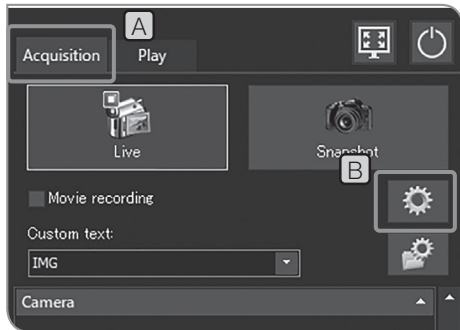 A
Acquisition Play
Live Snapshot
B
Movie recording
Custom text:
IMG
Camera